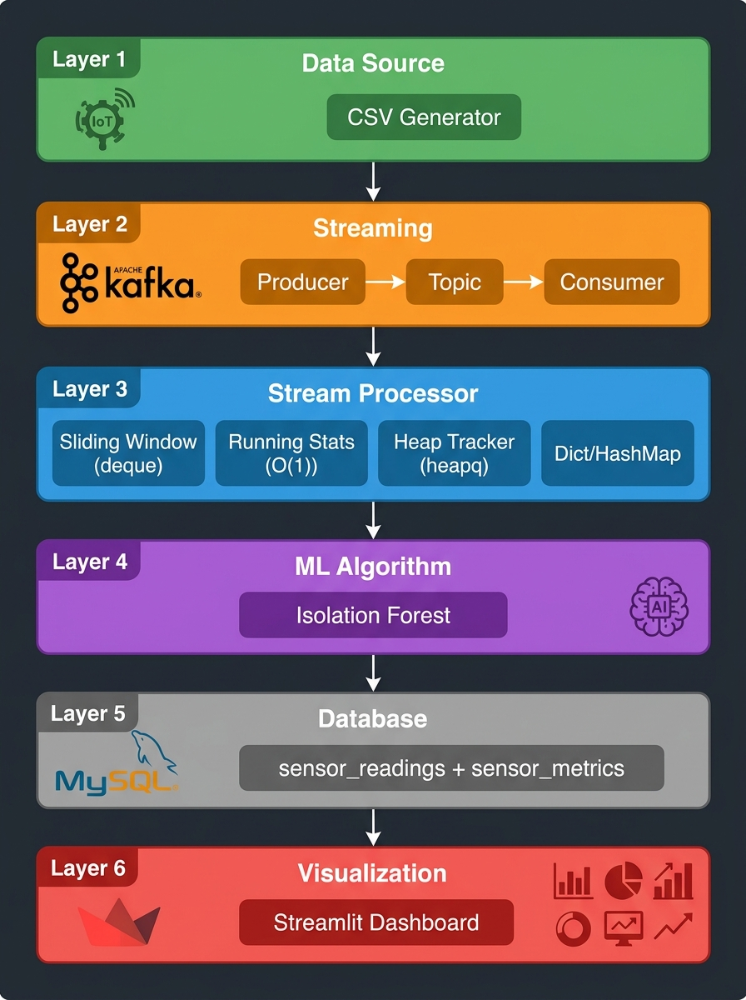 Layer 1
Data Source
IoT
CSV Generator
Layer 2
Streaming
APACHE
kafka®
Producer
Topic
Consumer
Layer 3
Stream Processor
Sliding Window
(deque)
Running Stats
(O(1))
Heap Tracker
(heapq)
Dict/HashMap
Layer 4
ML Algorithm
Isolation Forest
AI
Layer 5
Database
MySQL®
sensor_readings + sensor_metrics
Layer 6
Visualization
Streamlit Dashboard